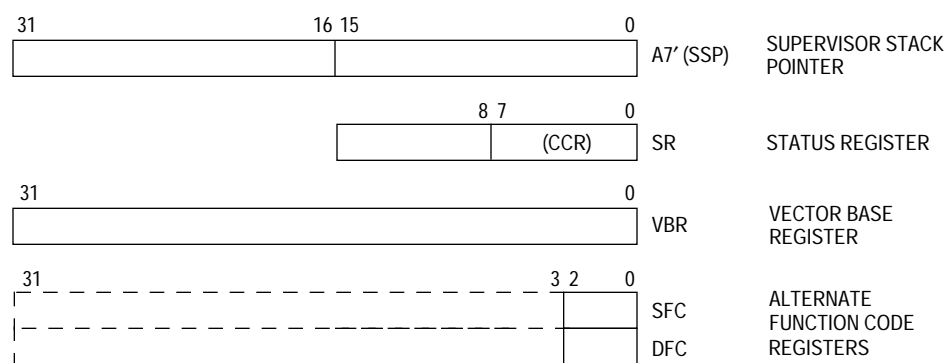 31 16 15 0
A7′ (SSP) SUPERVISOR STACK
POINTER
8 7 0
(CCR) SR STATUS REGISTER
31 0
VBR VECTOR BASE
REGISTER
31 3 2 0
SFC ALTERNATE
FUNCTION CODE
DFC REGISTERS